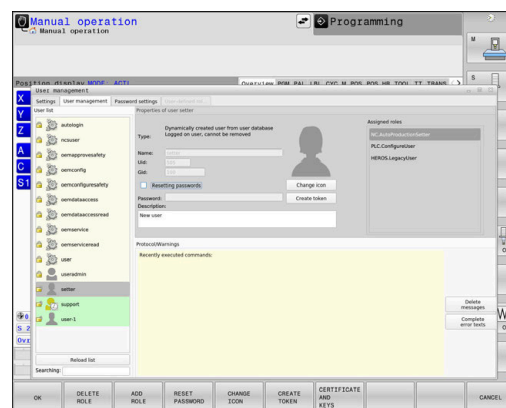 Manual operation
Manual operation
Programming
M
Position display MODE: ACTL
Overview PGM PAL LBL CYC M POS POS HR TOOL TT TRANS
S
X
Y
Z
A
C
S1
User management
Settings
User management
Password settings
User list
autologin
ncsuser
oemapprovesafety
oemconfig
oemconfiguresafety
oemdataaccess
oemdataaccessread
oemservice
oemserviceread
user
useradmin
setter
support
user-1
Reload list
Searching:
Properties of user setter
Type:
Dynamically created user from user database
Logged on user, cannot be removed
Name:
Uid:
Gid:
Resetting passwords
Password:
Description:
New user
Change icon
Create token
Assigned roles
NC.AutoProductionSetter
PLC.ConfigureUser
HEROS.LegacyUser
Protocol/Warnings
Recently executed commands:
Delete messages
Complete error texts
S 2
Ovr
OK
DELETE ROLE
ADD ROLE
RESET PASSWORD
CHANGE ICON
CREATE TOKEN
CERTIFICATE AND KEYS
CANCEL